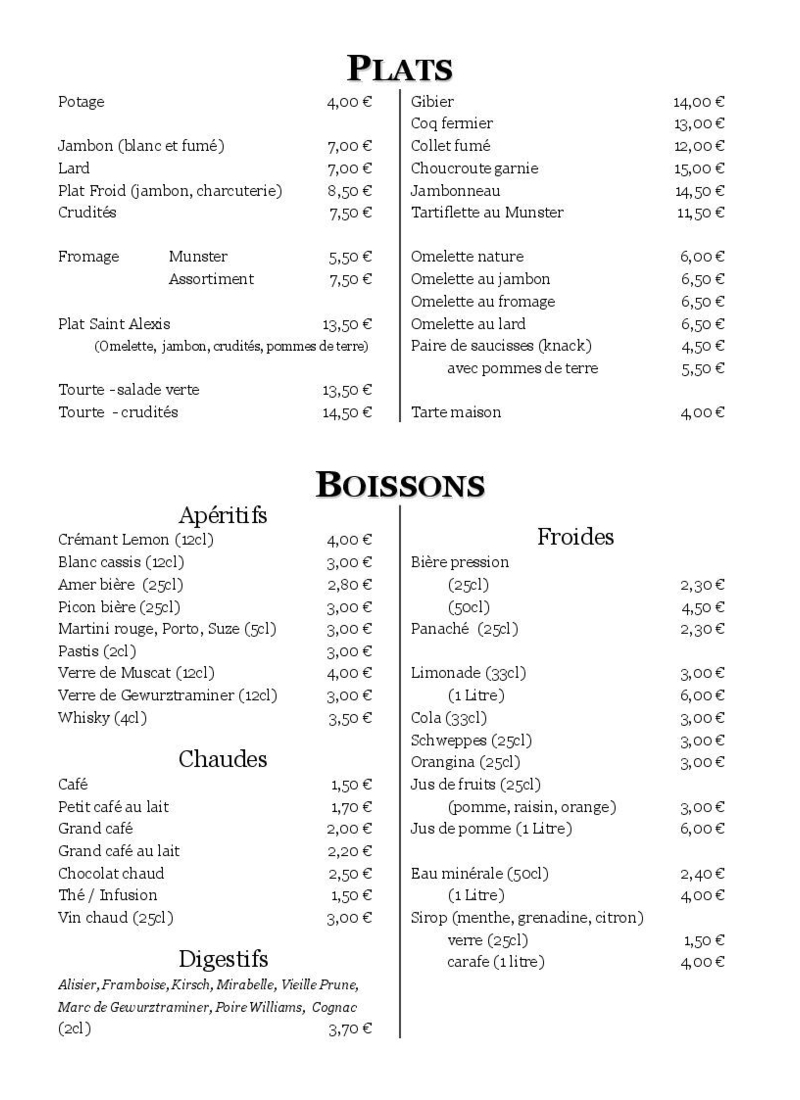 PLATS
Potage 4,00 €
Jambon (blanc et fumé) 7,00 €
Lard 7,00 €
Plat Froid (jambon, charcuterie) 8,50 €
Crudités 7,50 €
Fromage Munster 5,50 €
Assortiment 7,50 €
Plat Saint Alexis 13,50 €
(Omelette, jambon, crudités, pommes de terre)
Tourte - salade verte 13,50 €
Tourte - crudités 14,50 €
Gibier 14,00 €
Coq fermier 13,00 €
Collet fumé 12,00 €
Choucroute garnie 15,00 €
Jambonneau 14,50 €
Tartiflette au Munster 11,50 €
Omelette nature 6,00 €
Omelette au jambon 6,50 €
Omelette au fromage 6,50 €
Omelette au lard 6,50 €
Paire de saucisses (knack) 4,50 €
avec pommes de terre 5,50 €
Tarte maison 4,00 €
BOISSONS
Apéritifs
Crémant Lemon (12cl) 4,00 €
Blanc cassis (12cl) 3,00 €
Amer bière (25cl) 2,80 €
Picon bière (25cl) 3,00 €
Martini rouge, Porto, Suze (5cl) 3,00 €
Pastis (2cl) 3,00 €
Verre de Muscat (12cl) 4,00 €
Verre de Gewurztraminer (12cl) 3,00 €
Whisky (4cl) 3,50 €
Chaudes
Café 1,50 €
Petit café au lait 1,70 €
Grand café 2,00 €
Grand café au lait 2,20 €
Chocolat chaud 2,50 €
Thé / Infusion 1,50 €
Vin chaud (25cl) 3,00 €
Digestifs
Alisier, Framboise, Kirsch, Mirabelle, Vieille Prune,
Marc de Gewurztraminer, Poire Williams, Cognac
(2cl) 3,70 €
Froides
Bière pression
(25cl) 2,30 €
(50cl) 4,50 €
Panaché (25cl) 2,30 €
Limonade (33cl) 3,00 €
(1 Litre) 6,00 €
Cola (33cl) 3,00 €
Schweppes (25cl) 3,00 €
Orangina (25cl) 3,00 €
Jus de fruits (25cl)
(pomme, raisin, orange) 3,00 €
Jus de pomme (1 Litre) 6,00 €
Eau minérale (50cl) 2,40 €
(1 Litre) 4,00 €
Sirop (menthe, grenadine, citron)
verre (25cl) 1,50 €
carafe (1 litre) 4,00 €